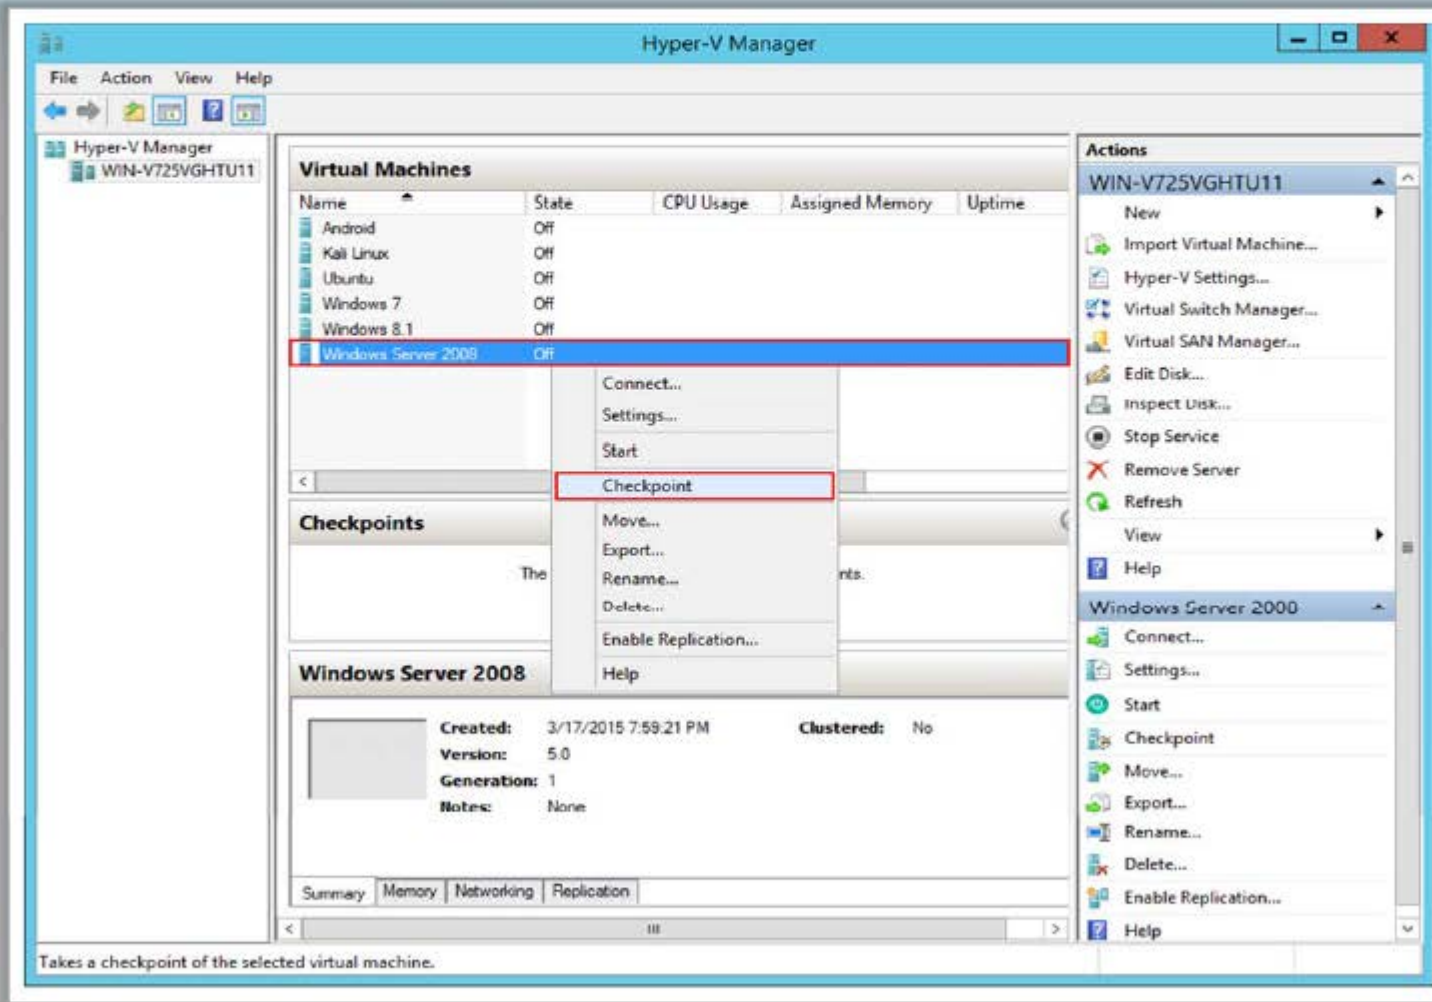 Hyper-V Manager
File Action View Help
Hyper-V Manager
WIN-V725VGHTU11
Virtual Machines
Name State CPU Usage Assigned Memory Uptime
Android Off
Kali Linux Off
Ubuntu Off
Windows 7 Off
Windows 8.1 Off
Windows Server 2008 Off
Connect...
Settings...
Start
Checkpoint
Move...
Export...
Rename...
Delete...
Enable Replication...
Help
Checkpoints
The
nts.
Windows Server 2008
Created: 3/17/2015 7:59:21 PM Clustered: No
Version: 5.0
Generation: 1
Notes: None
Summary Memory Networking Replication
Actions
WIN-V725VGHTU11
New
Import Virtual Machine...
Hyper-V Settings...
Virtual Switch Manager...
Virtual SAN Manager...
Edit Disk...
Inspect Disk...
Stop Service
Remove Server
Refresh
View
Help
Windows Server 2008
Connect...
Settings...
Start
Checkpoint
Move...
Export...
Rename...
Delete...
Enable Replication...
Help
Takes a checkpoint of the selected virtual machine.